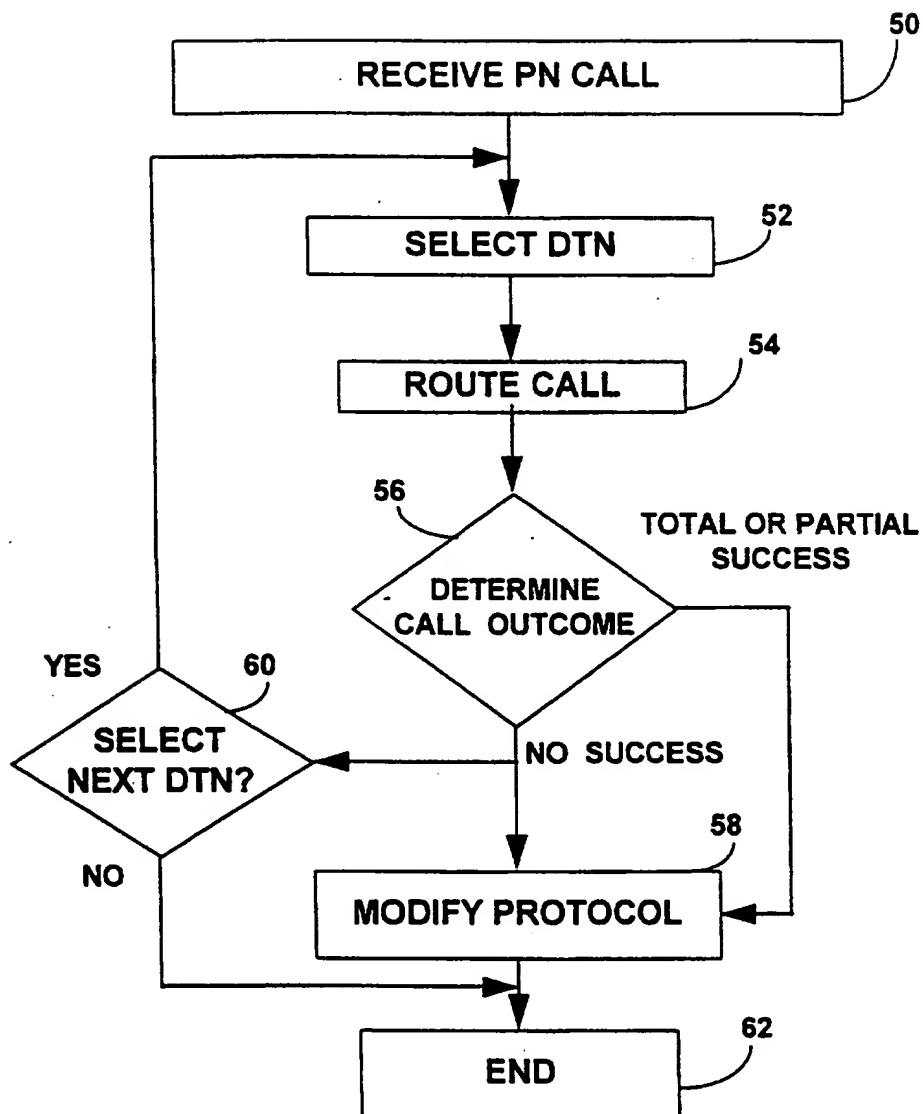 50
RECEIVE PN CALL
52
SELECT DTN
54
ROUTE CALL
56
TOTAL OR PARTIAL
SUCCESS
DETERMINE
CALL OUTCOME
YES
60
SELECT
NEXT DTN?
NO SUCCESS
NO
58
MODIFY PROTOCOL
62
END